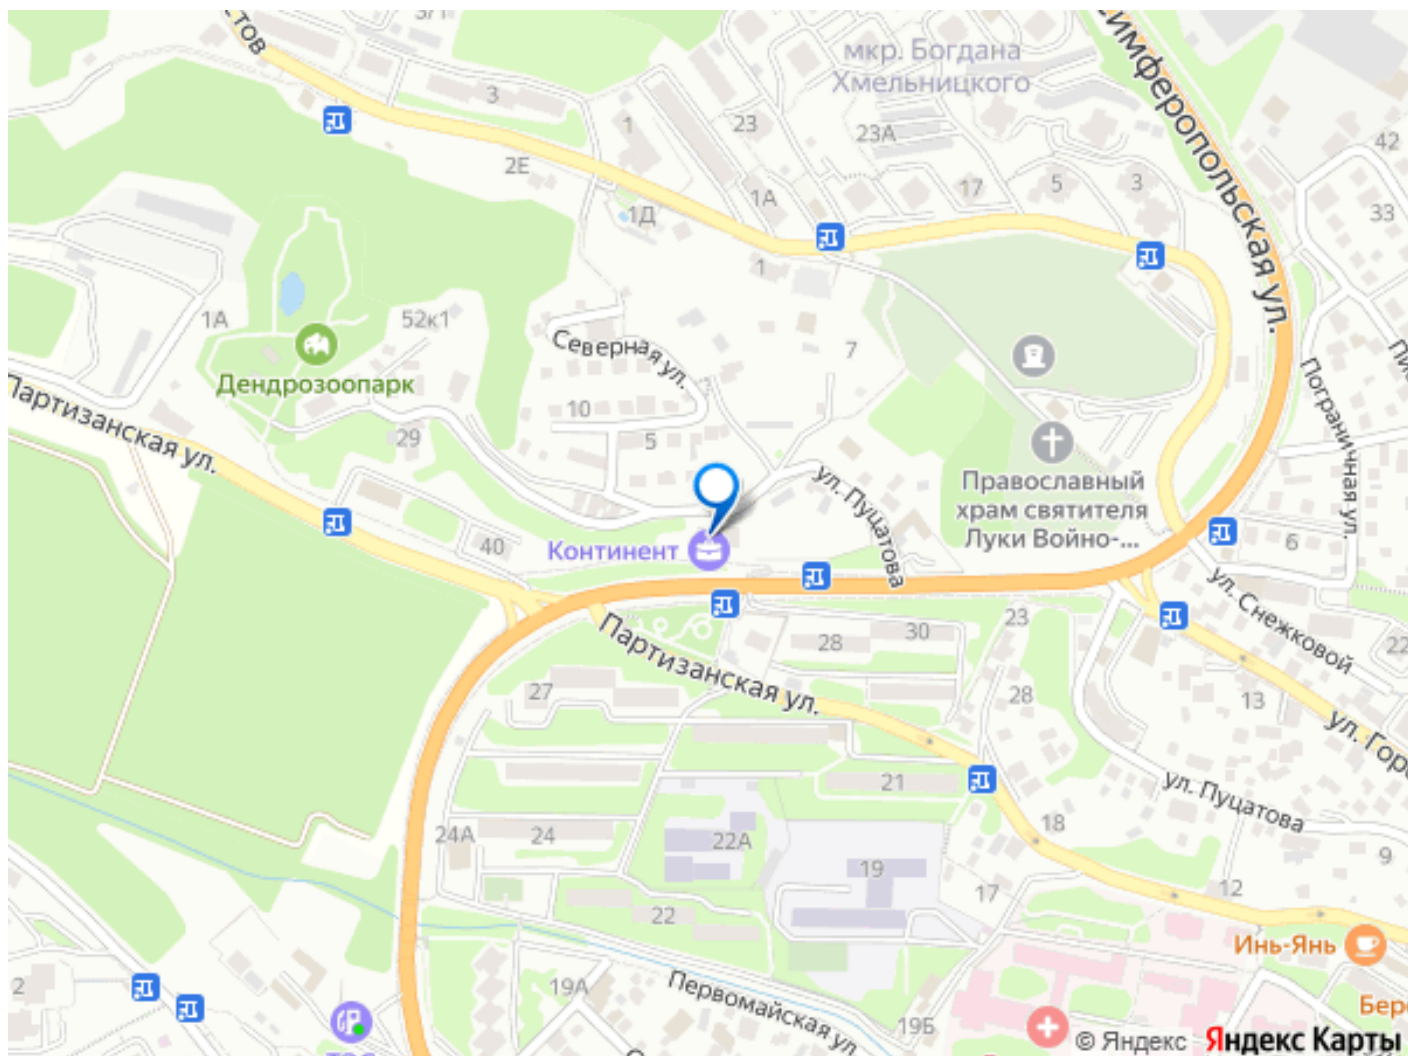 3/1
мкр. Богдана
Хмельницкого
Симферопольская ул.
3
1
23
23А
42
2Е
1А
17
5
3
33
1Д
1
1А
52к1
Северная ул.
7
Дендрозоопарк
Партизанская ул.
10
29
5
Пограничная ул.
ул. Пуцатова
Православный
храм святителя
Луки Войно-...
40
Континент
6
ул. Снежковой
Партизанская ул.
28
30
23
22
27
28
13
21
ул. Пуцатова
24А
24
22А
18
19
9
17
12
22
Инь-Янь
2
19А
Первомайская ул.
19Б
© Яндекс
Яндекс Карты